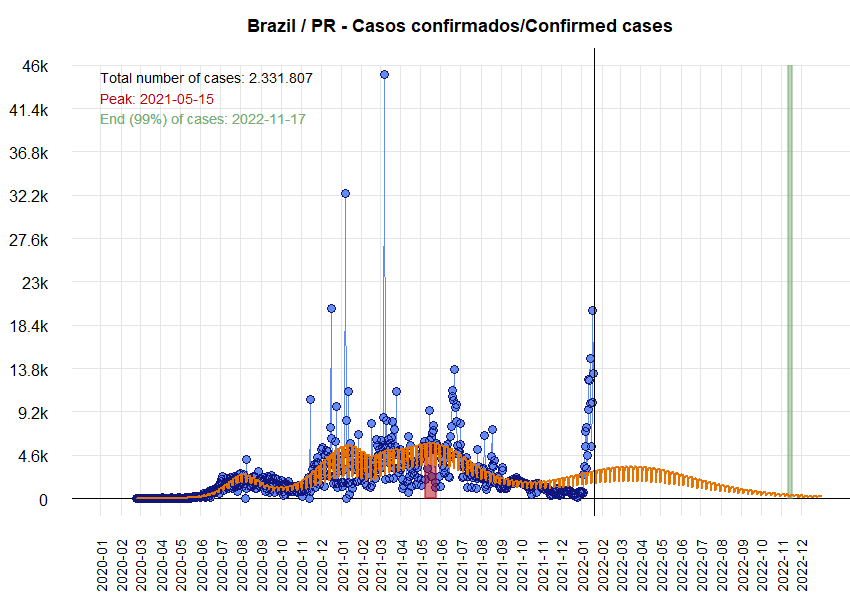 Brazil / PR - Casos confirmados/Confirmed cases
46k
41.4k
36.8k
32.2k
27.6k
23k
18.4k
13.8k
9.2k
4.6k
0
Total number of cases: 2.331.807
Peak: 2021-05-15
End (99%) of cases: 2022-11-17
2020-01
2020-02
2020-03
2020-04
2020-05
2020-06
2020-07
2020-08
2020-09
2020-10
2020-11
2020-12
2021-01
2021-02
2021-03
2021-04
2021-05
2021-06
2021-07
2021-08
2021-09
2021-10
2021-11
2021-12
2022-01
2022-02
2022-03
2022-04
2022-05
2022-06
2022-07
2022-08
2022-09
2022-10
2022-11
2022-12